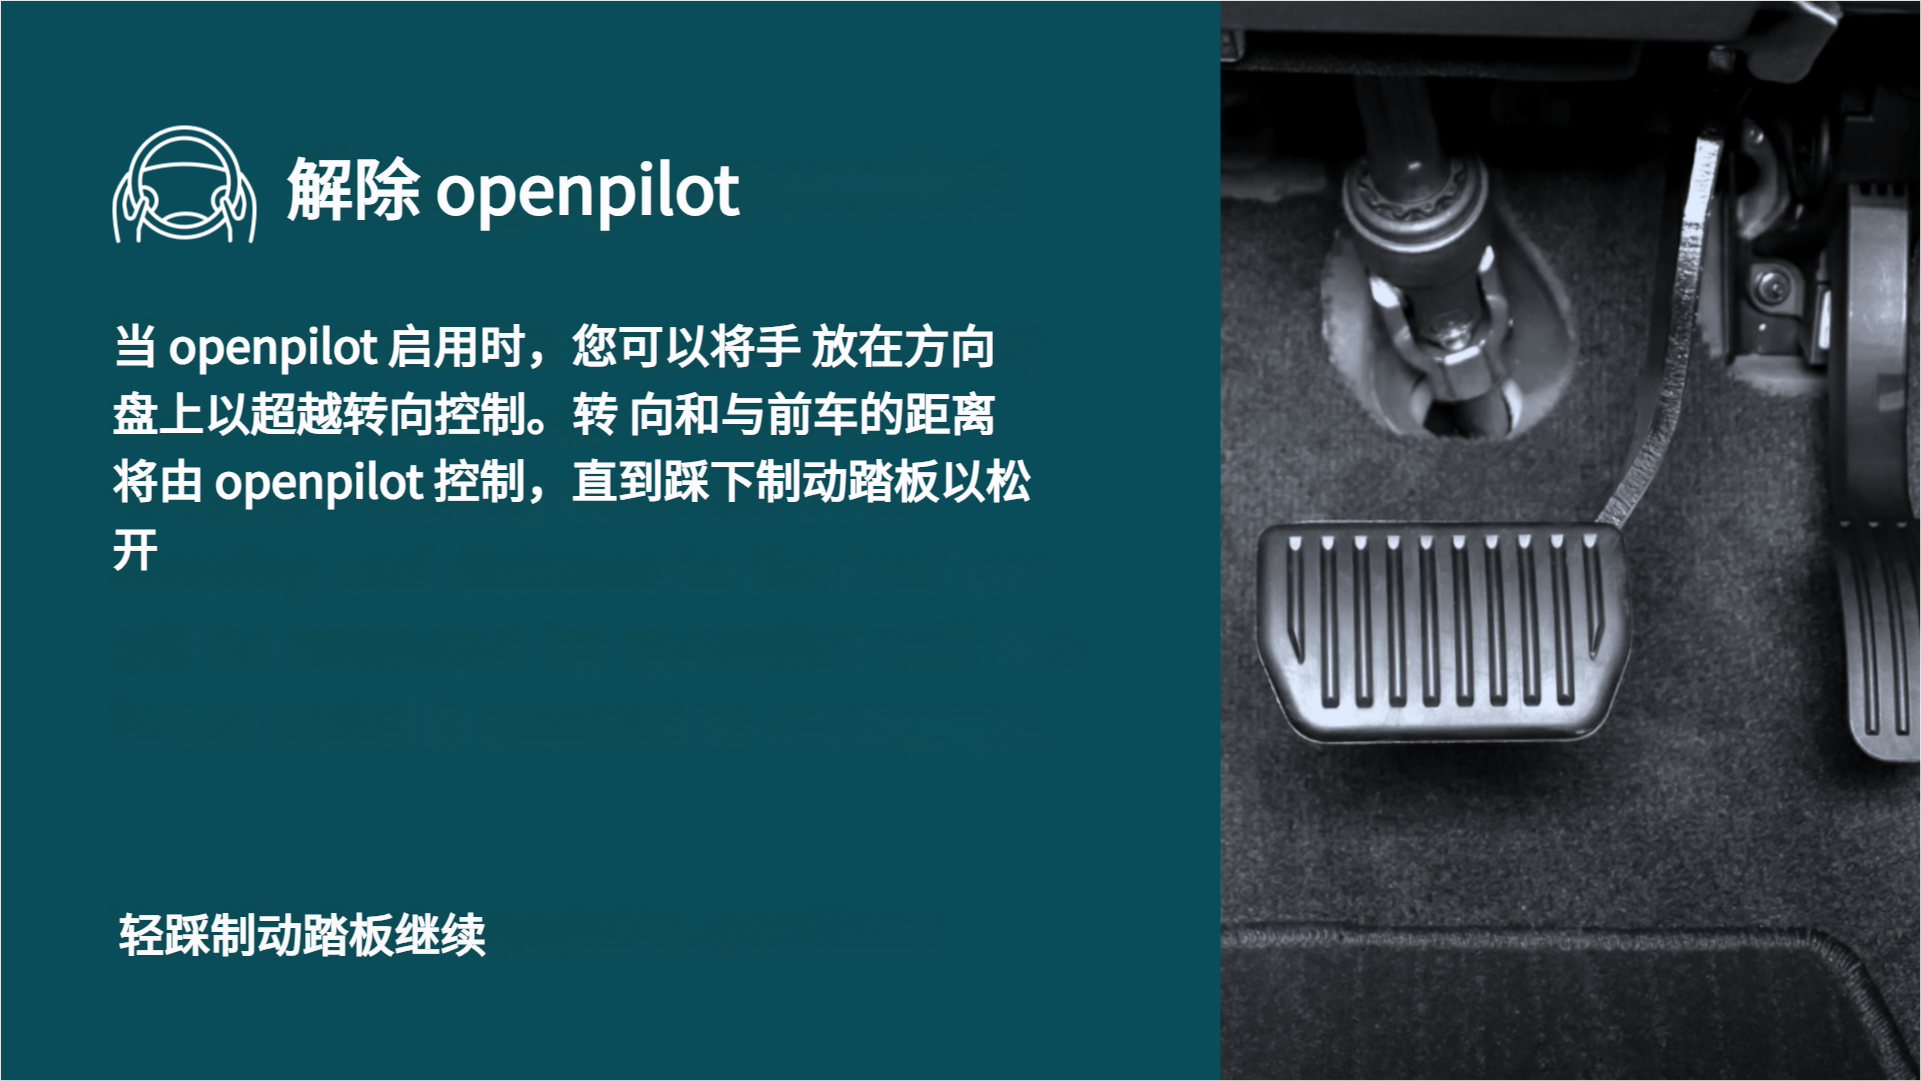 解除 openpilot
当 openpilot 启用时，您可以将手 放在方向
盘上以超越转向控制。转 向和与前车的距离
将由 openpilot 控制，直到踩下制动踏板以松
开
轻踩制动踏板继续